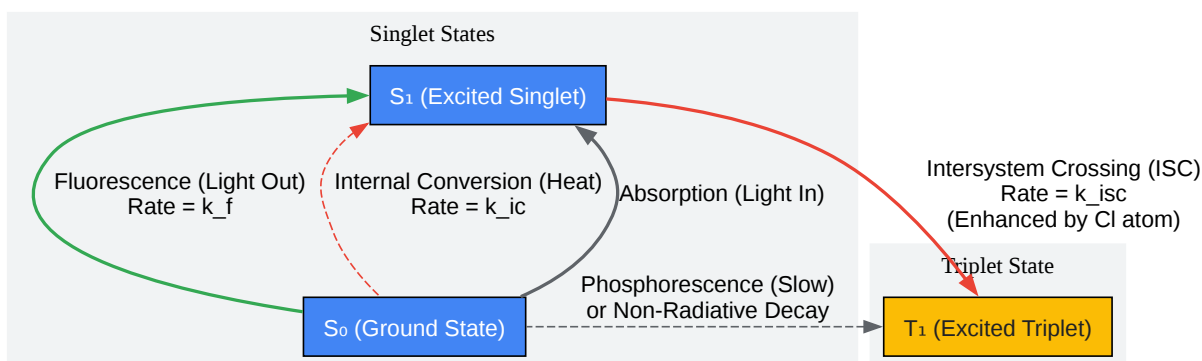 Singlet States
S₁ (Excited Singlet)
Fluorescence (Light Out)
Rate = k_f
Internal Conversion (Heat)
Rate = k_ic
Absorption (Light In)
Intersystem Crossing (ISC)
Rate = k_isc
(Enhanced by Cl atom)
Triplet State
Phosphorescence (Slow)
or Non-Radiative Decay
S₀ (Ground State)
T₁ (Excited Triplet)